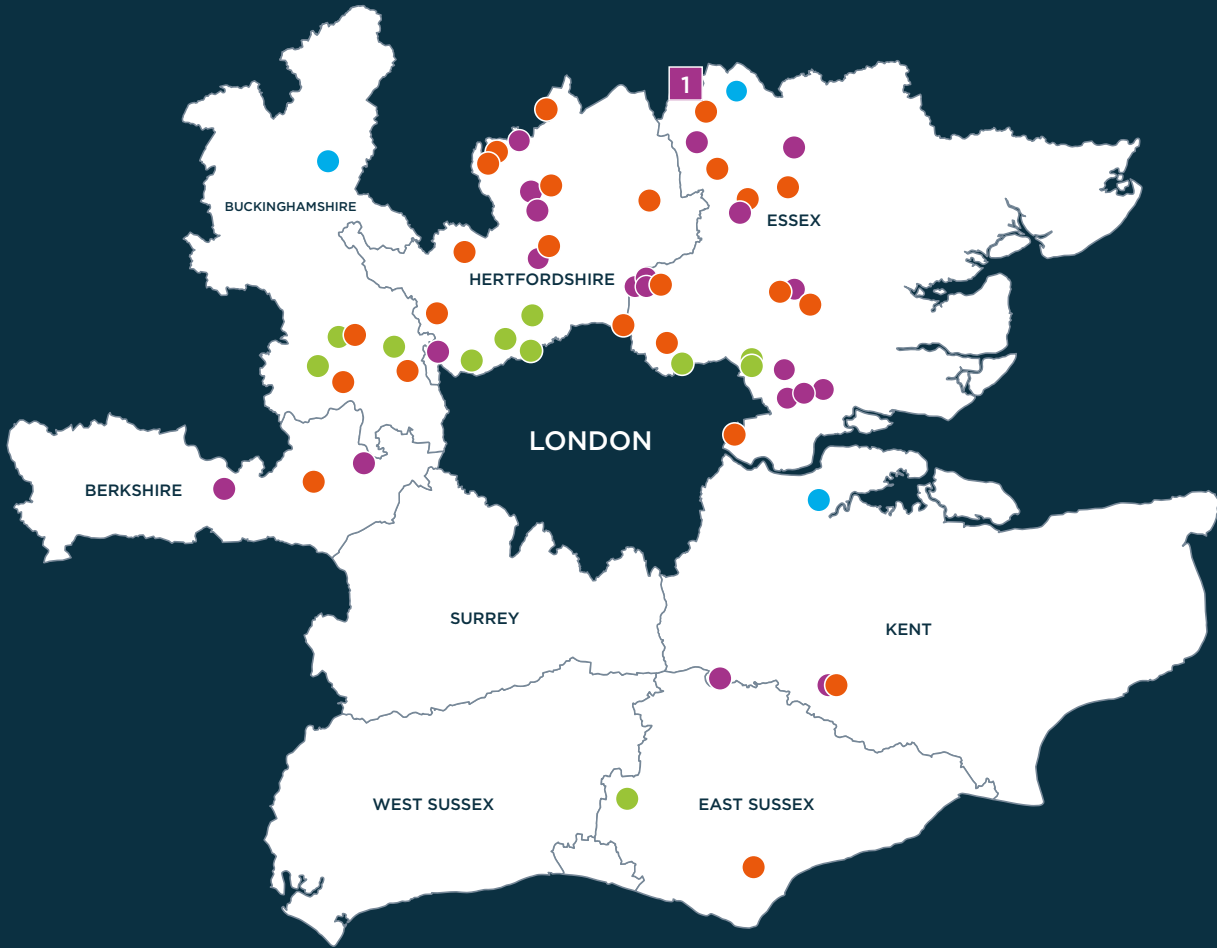 1
BUCKINGHAMSHIRE
ESSEX
HERTFORDSHIRE
LONDON
BERKSHIRE
SURREY
KENT
WEST SUSSEX
EAST SUSSEX